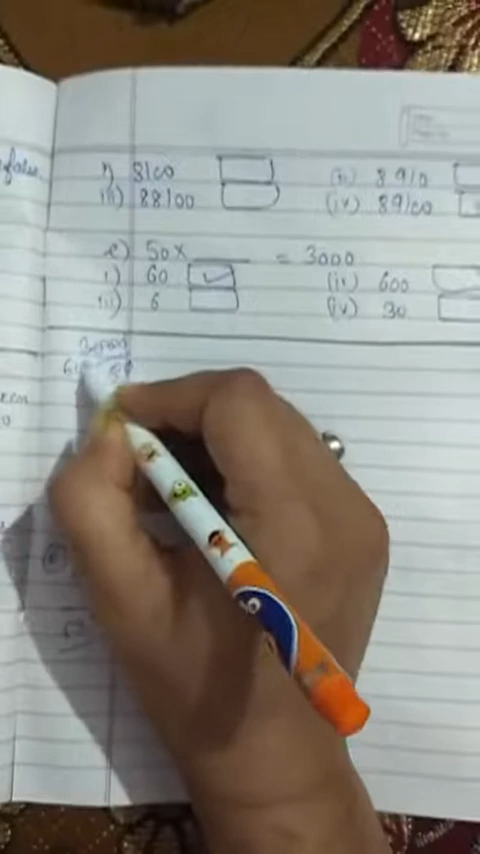 false
i) 8100 (ii) 8910
iii) 88100 (iv) 89100
e) 50 × ____ = 3000
i) 60 ✓ (ii) 600
iii) 6 (iv) 30